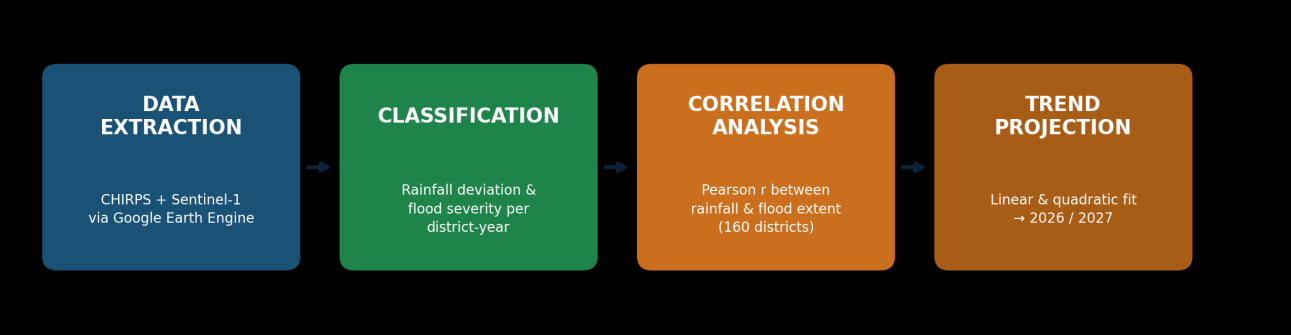 DATA
EXTRACTION
CHIRPS + Sentinel-1
via Google Earth Engine
CLASSIFICATION
Rainfall deviation &
flood severity per
district-year
CORRELATION
ANALYSIS
Pearson r between
rainfall & flood extent
(160 districts)
TREND
PROJECTION
Linear & quadratic fit
→ 2026 / 2027